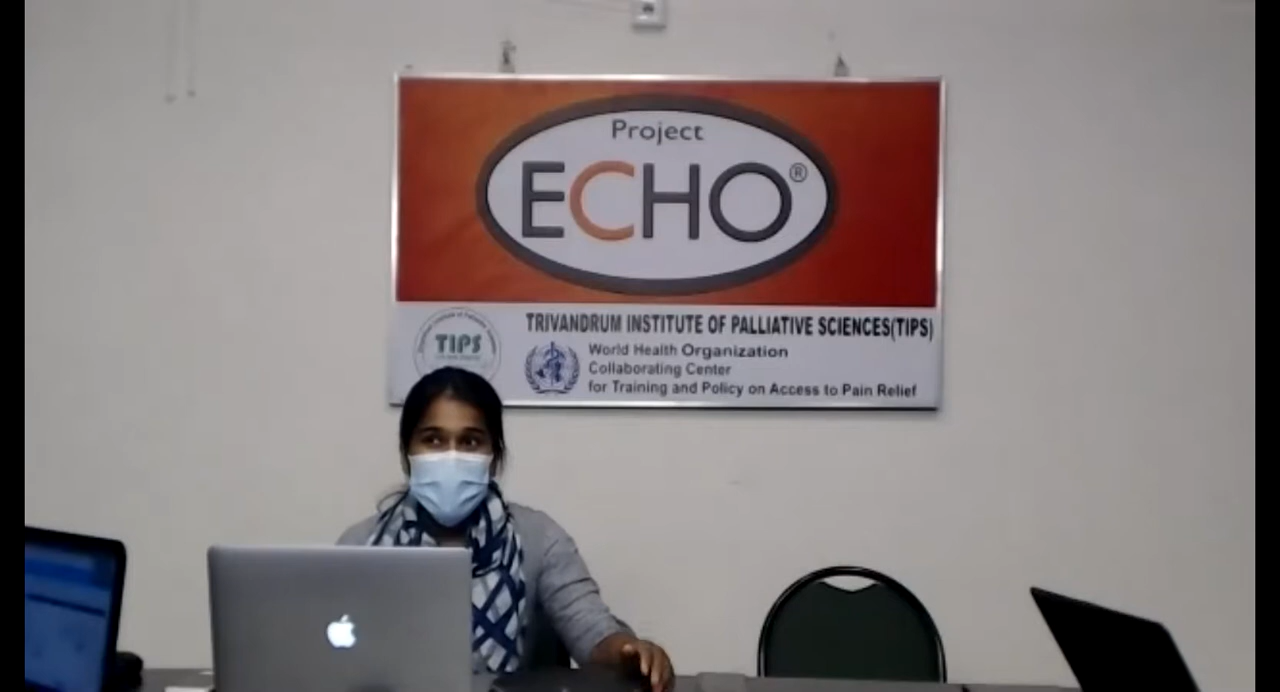 Project
ECHO®
TRIVANDRUM INSTITUTE OF PALLIATIVE SCIENCES(TIPS)
TIPS
World Health Organization
Collaborating Center
for Training and Policy on Access to Pain Relief